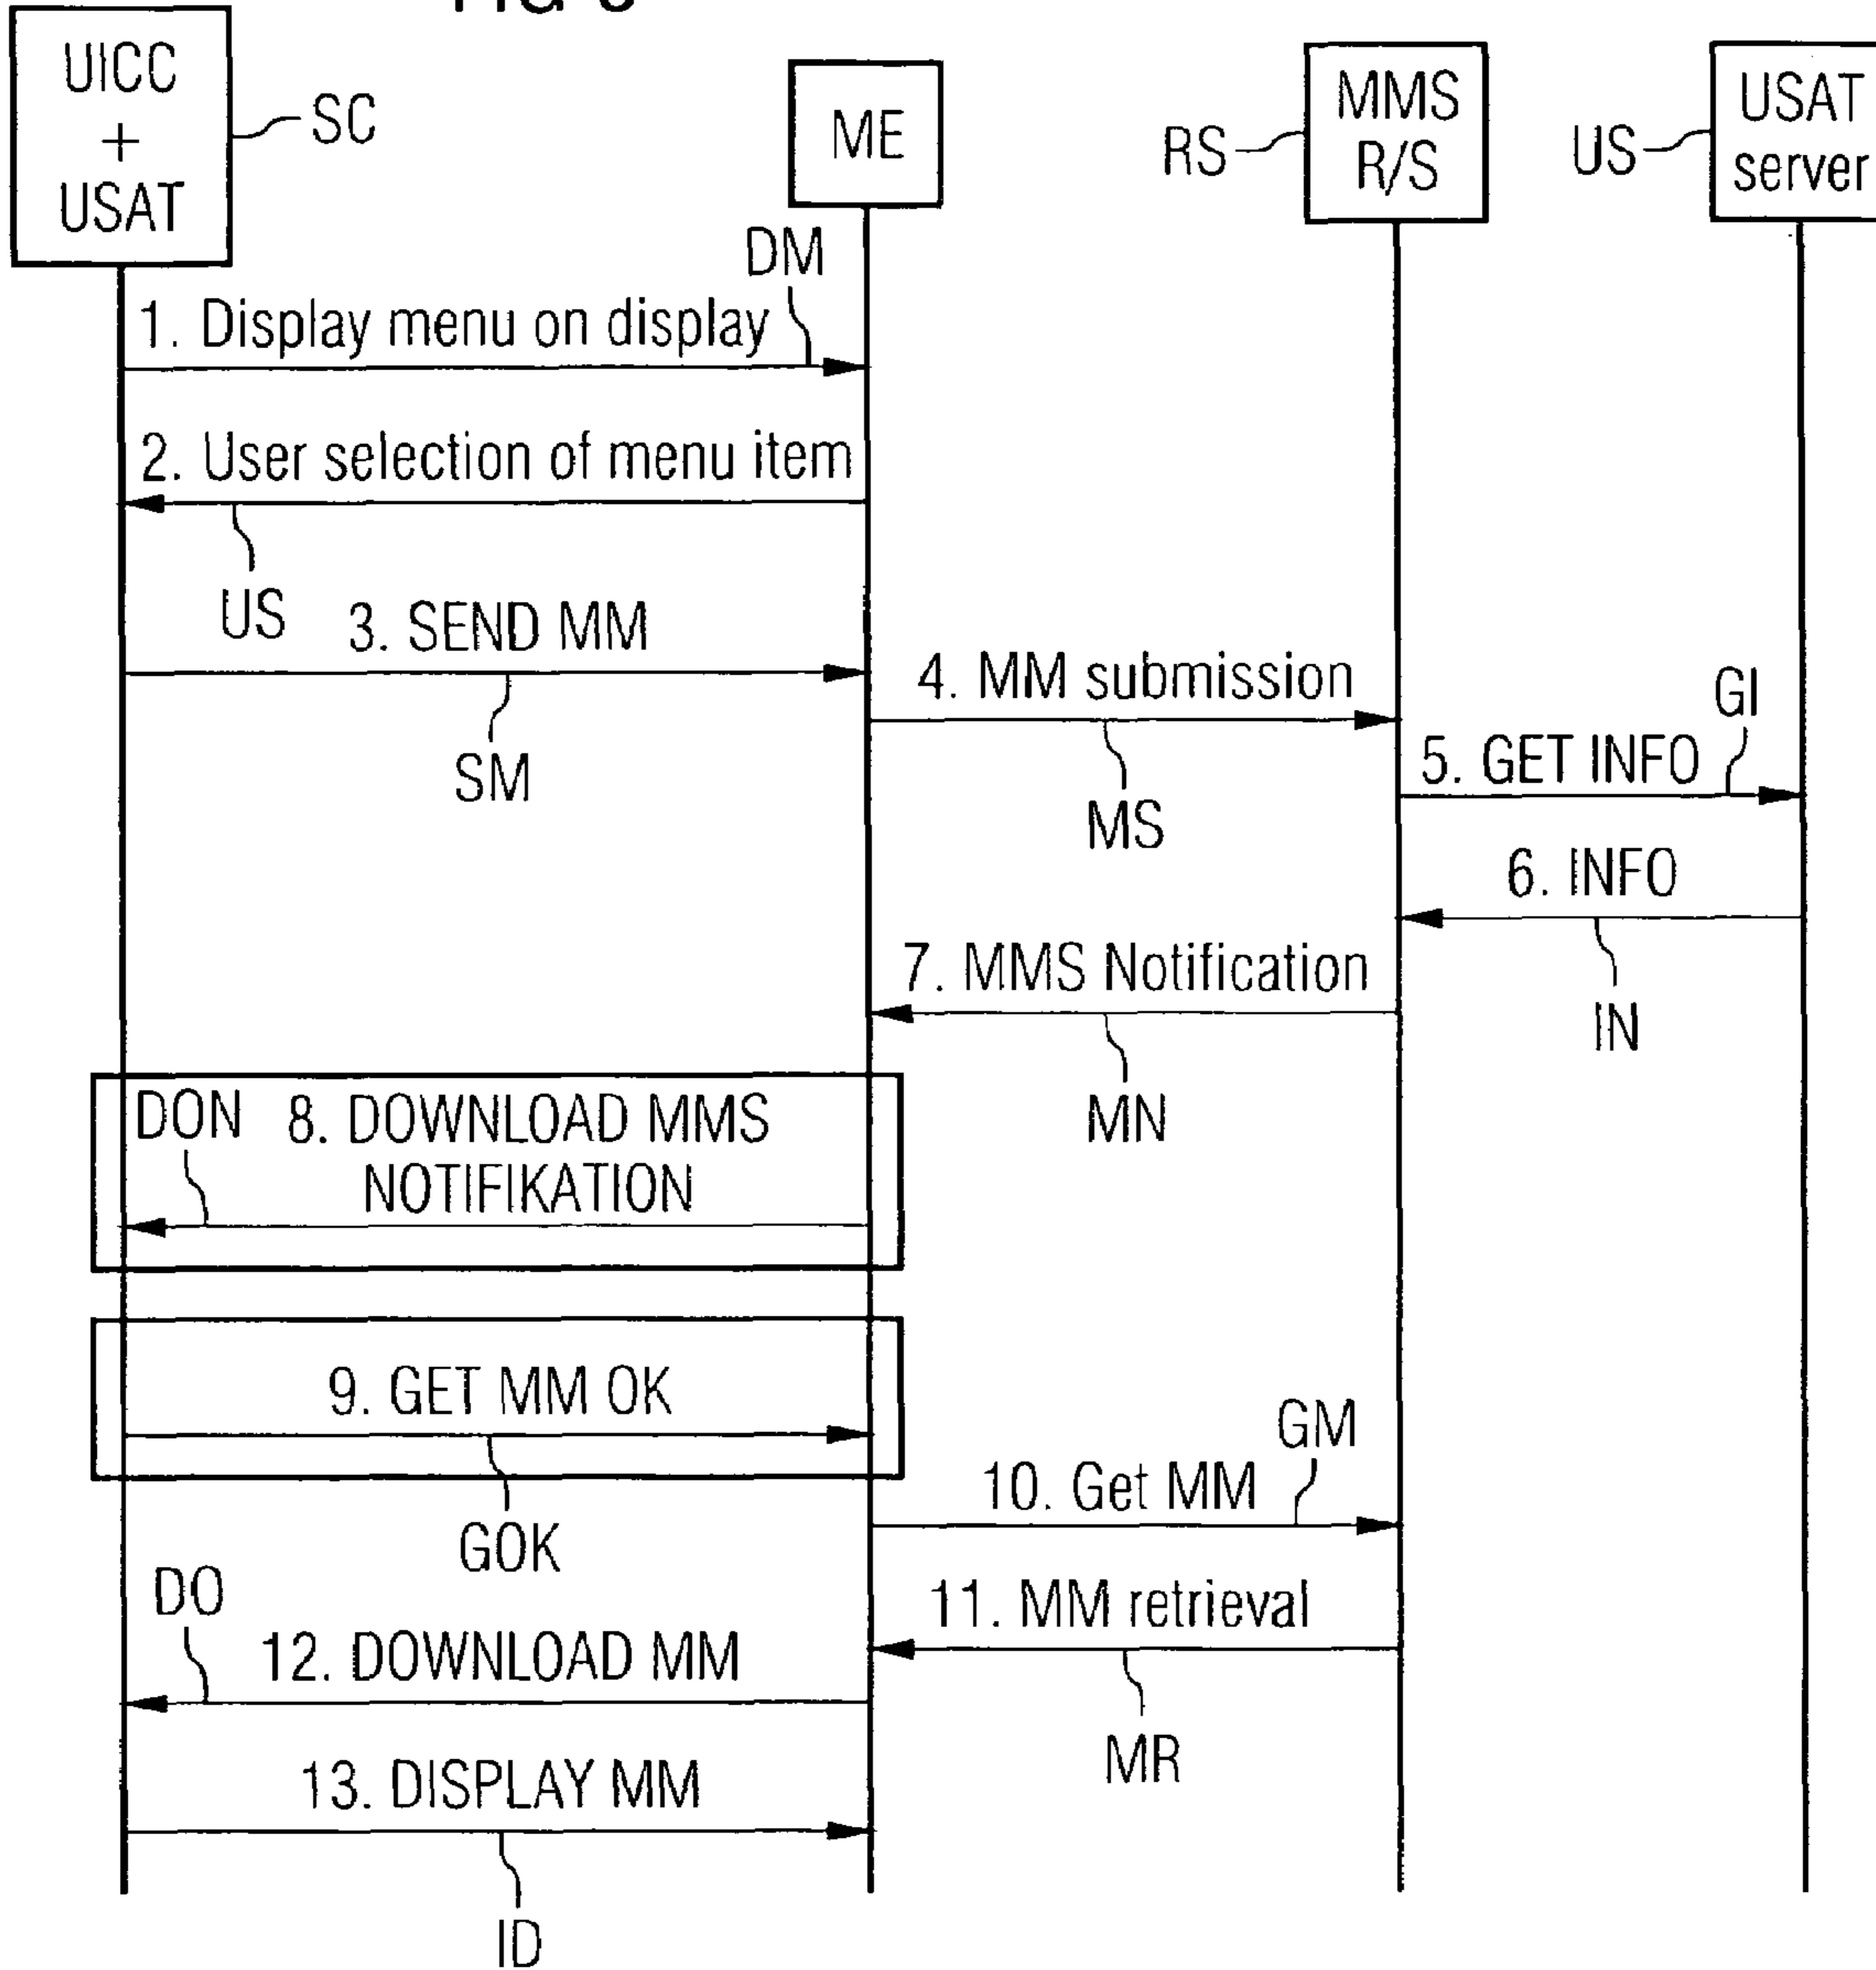 UICC
+
USAT
SC
ME
RS
MMS
R/S
US
USAT
server
DM
1. Display menu on display
2. User selection of menu item
US
3. SEND MM
SM
4. MM submission
MS
GI
5. GET INFO
6. INFO
IN
7. MMS Notification
MN
DON
8. DOWNLOAD MMS
NOTIFIKATION
9. GET MM OK
GOK
GM
10. Get MM
11. MM retrieval
MR
DO
12. DOWNLOAD MM
13. DISPLAY MM
ID